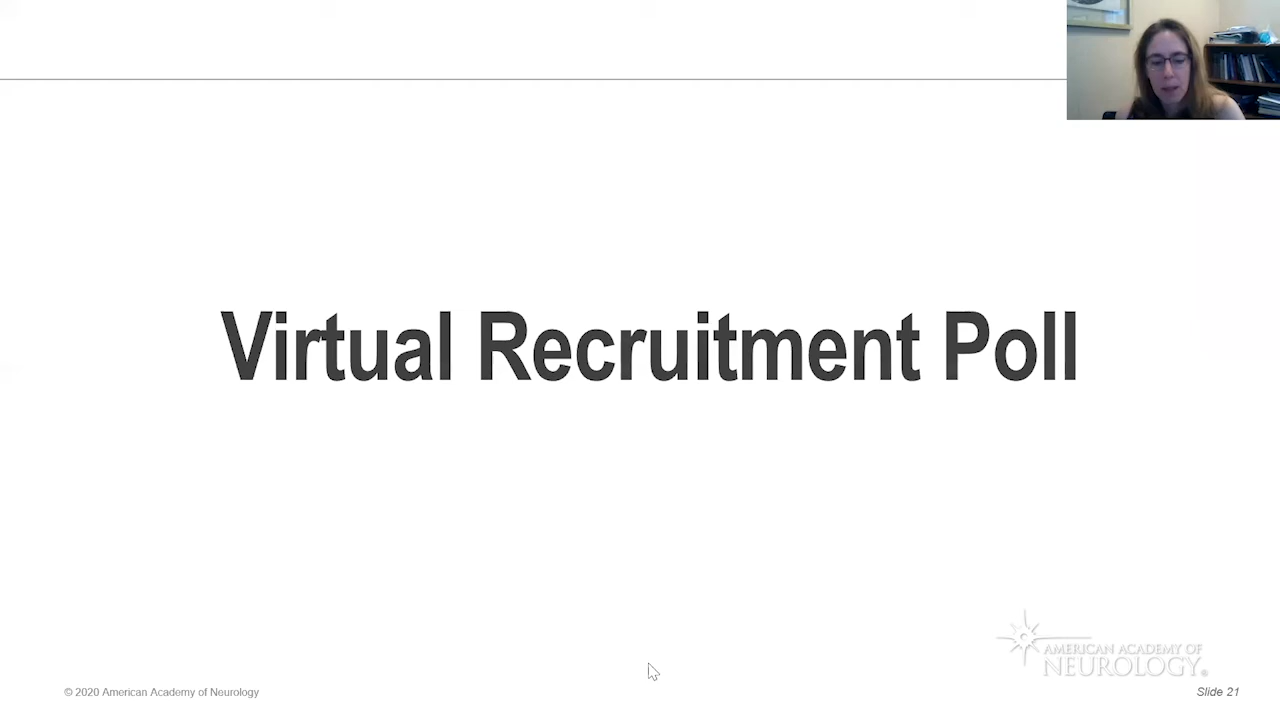 Virtual Recruitment Poll
AMERICAN ACADEMY OF
NEUROLOGY®
© 2020 American Academy of Neurology
Slide 21